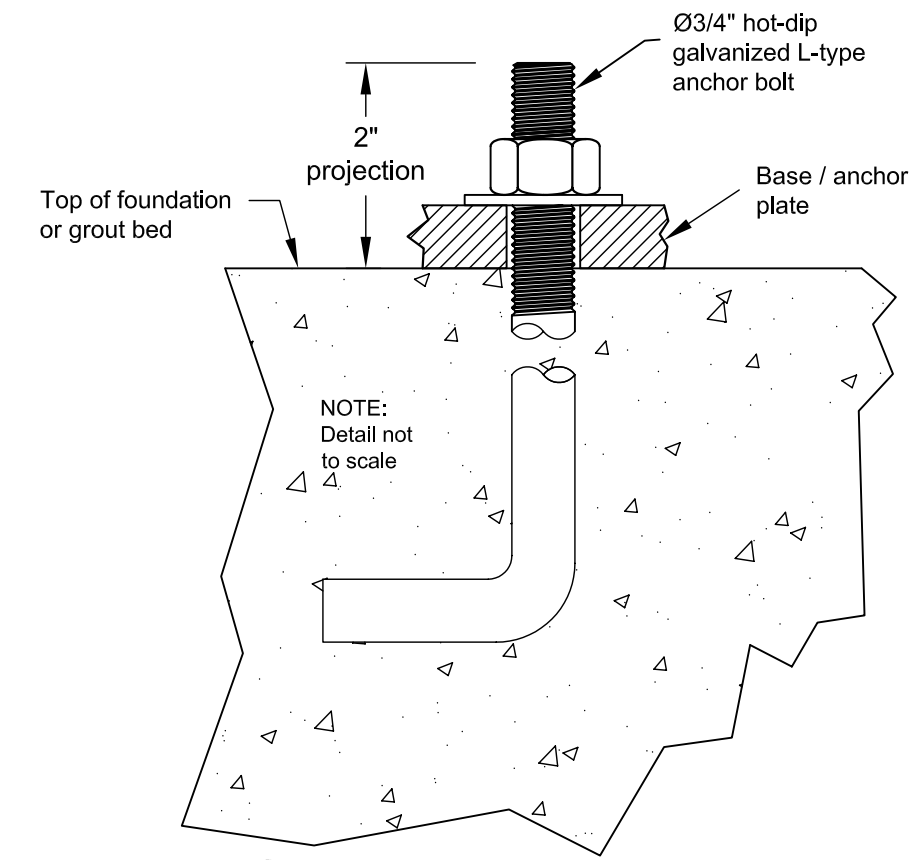 Ø3/4" hot-dip
galvanized L-type
anchor bolt
2"
projection
Base / anchor
plate
Top of foundation
or grout bed
NOTE:
Detail not
to scale